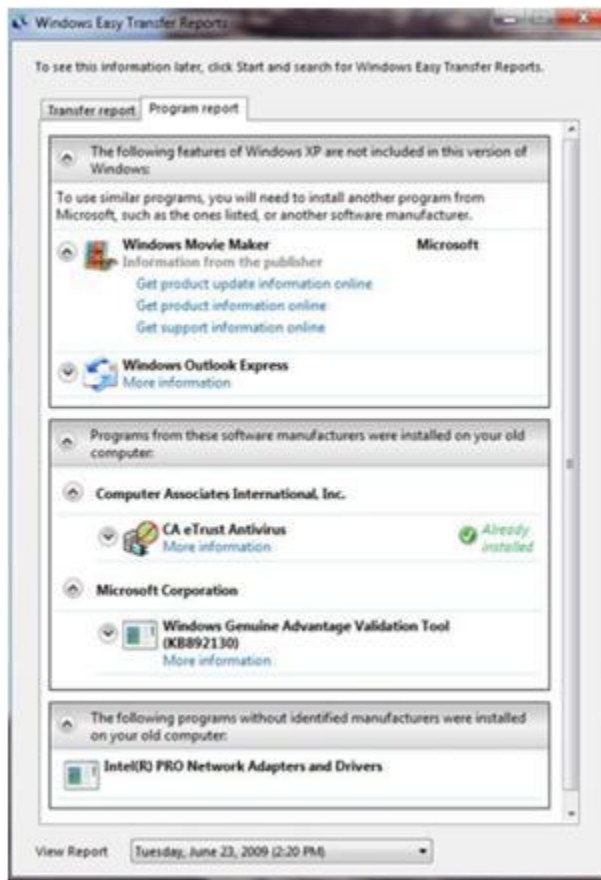 Windows Easy Transfer Reports
To see this information later, click Start and search for Windows Easy Transfer Reports.
Transfer report
Program report
The following features of Windows XP are not included in this version of
Windows:
To use similar programs, you will need to install another program from
Microsoft, such as the ones listed, or another software manufacturer.
Windows Movie Maker
Microsoft
Information from the publisher
Get product update information online
Get product information online
Get support information online
Windows Outlook Express
More information
Programs from these software manufacturers were installed on your old
computer:
Computer Associates International, Inc.
CA eTrust Antivirus
Already
More information
installed
Microsoft Corporation
Windows Genuine Advantage Validation Tool
(KB892130)
More information
The following programs without identified manufacturers were installed
on your old computer:
Intel(R) PRO Network Adapters and Drivers
View Report
Tuesday, June 23, 2009 (2:20 PM)